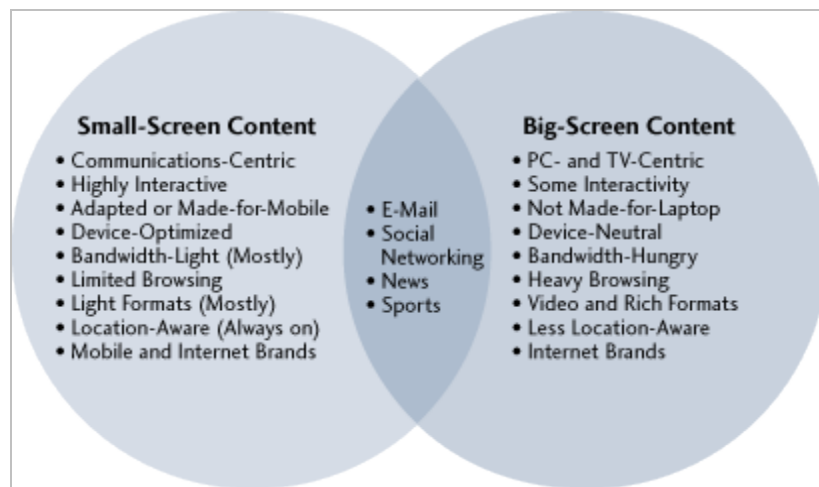 Small-Screen Content
• Communications-Centric
• Highly Interactive
• Adapted or Made-for-Mobile
• Device-Optimized
• Bandwidth-Light (Mostly)
• Limited Browsing
• Light Formats (Mostly)
• Location-Aware (Always on)
• Mobile and Internet Brands
• E-Mail
• Social
Networking
• News
• Sports
Big-Screen Content
• PC- and TV-Centric
• Some Interactivity
• Not Made-for-Laptop
• Device-Neutral
• Bandwidth-Hungry
• Heavy Browsing
• Video and Rich Formats
• Less Location-Aware
• Internet Brands